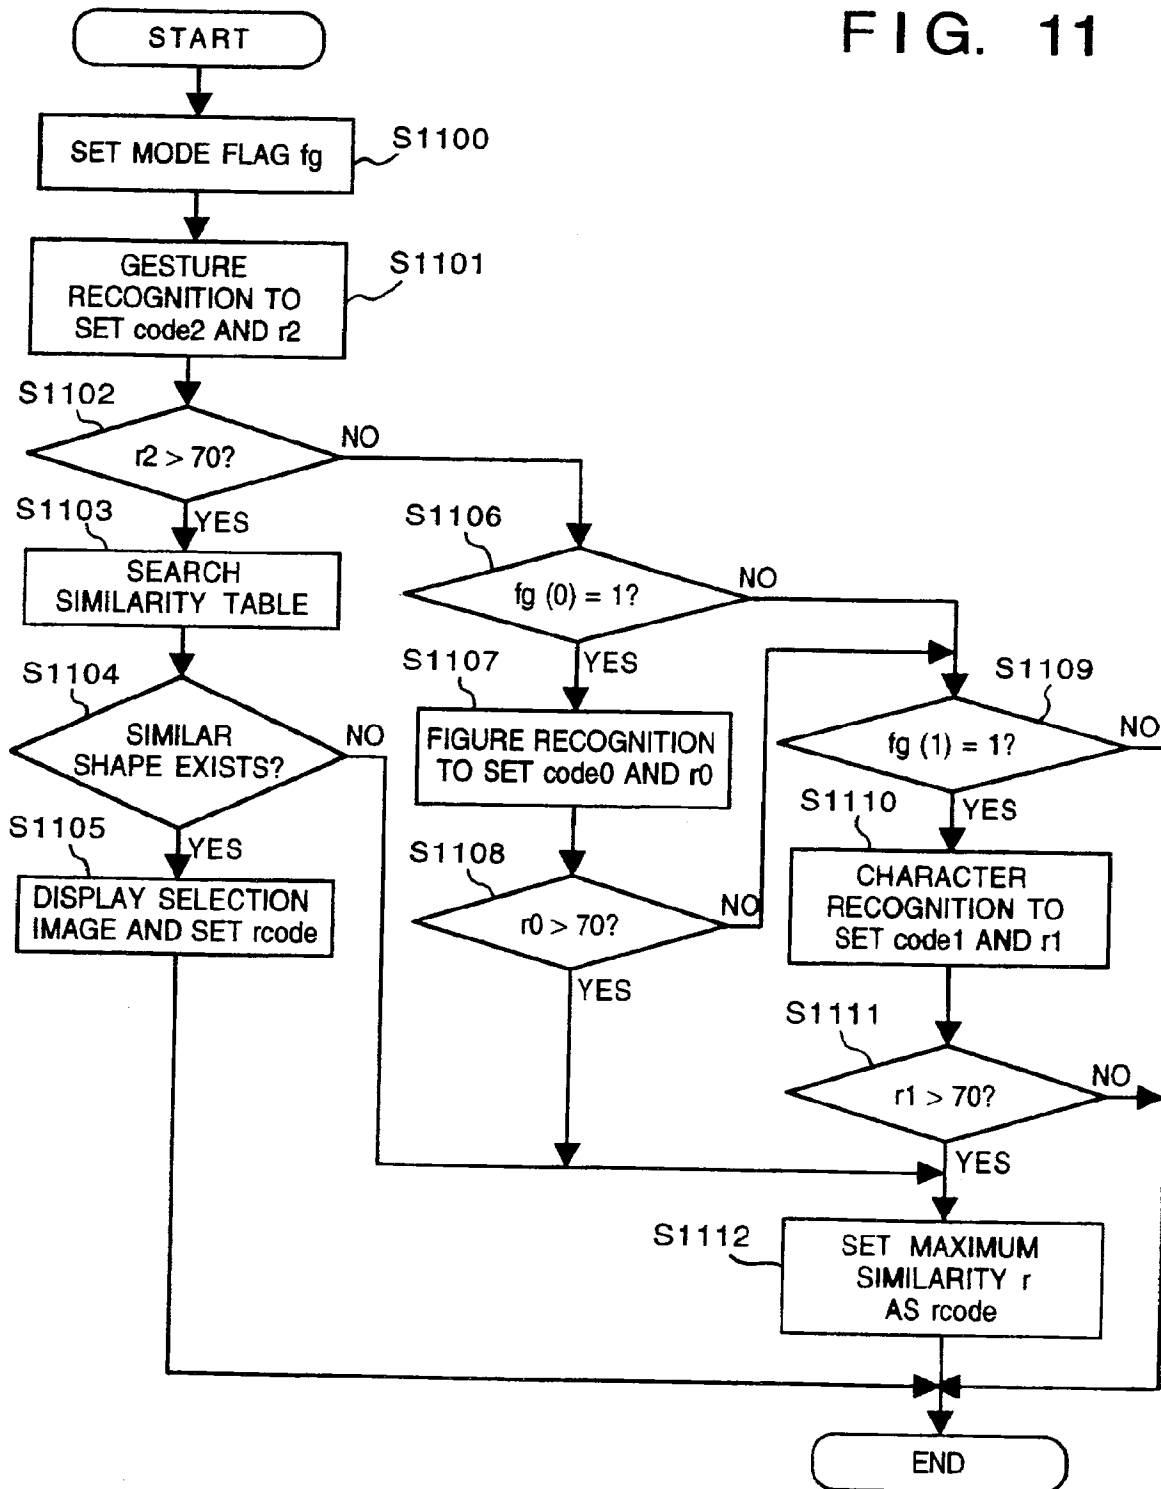 FIG. 11
START
S1100
SET MODE FLAG fg
S1101
GESTURE
RECOGNITION TO
SET code2 AND r2
S1102
r2 > 70?
NO
YES
S1103
SEARCH
SIMILARITY TABLE
S1104
SIMILAR
SHAPE EXISTS?
NO
YES
S1105
DISPLAY SELECTION
IMAGE AND SET rcode
S1106
fg (0) = 1?
NO
YES
S1107
FIGURE RECOGNITION
TO SET code0 AND r0
S1108
r0 > 70?
NO
YES
S1109
fg (1) = 1?
NO
YES
S1110
CHARACTER
RECOGNITION TO
SET code1 AND r1
S1111
r1 > 70?
NO
YES
S1112
SET MAXIMUM
SIMILARITY r
AS rcode
END